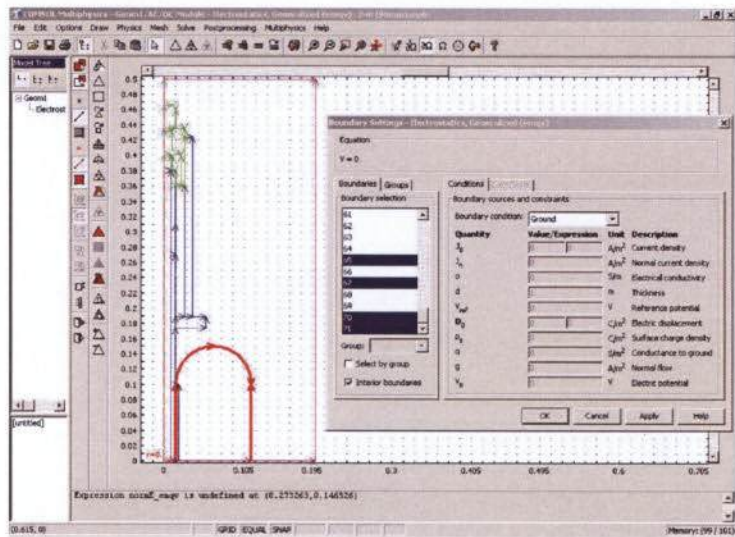 COMSOL Multiphysics - Geom1/AC/DC Module - Electrostatics, Generalized
File Edit Options Draw Physics Mesh Solve Postprocessing Multiphysics Help
Model Tree
Geom1
Electrost
Boundary Settings - Electrostatics, Generalized
Equation
V = 0
Boundaries Groups
Conditions
Boundary selection
61
62
63
64
65
66
67
68
69
70
71
Group:
Select by group
Interior boundaries
Boundary sources and constraints
Boundary condition: Ground
Quantity Value/Expression Unit Description
A/m² Current density
A/m² Normal current density
S/m Electrical conductivity
d m Thickness
V Reference potential
C/m² Electric displacement
C/m² Surface charge density
S/m² Conductance to ground
g A/m² Normal flow
V Electric potential
OK Cancel Apply Help
0.5
0.48
0.46
0.44
0.42
0.4
0.38
0.36
0.34
0.32
0.3
0.28
0.26
0.24
0.22
0.2
0.18
0.16
0.14
0.12
0.1
0.08
0.06
0.04
0.02
0
r=0
0 0.105 0.195 0.3 0.405 0.495 0.6 0.705
[untitled]
Expression normE_emqv is undefined at (0.273263,0.146526)
(0.615, 0) GRID EQUAL SNAP Memory: (99 / 101)